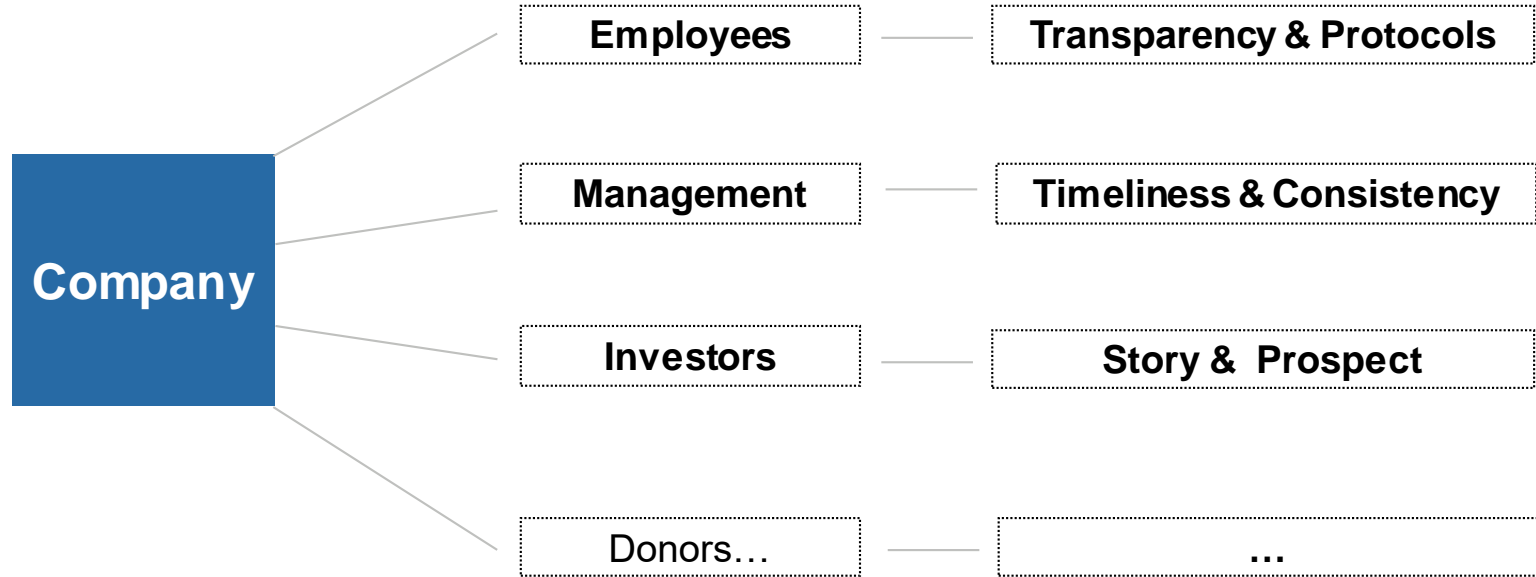 Employees
Transparency & Protocols
Management
Timeliness & Consistency
Company
Investors
Story & Prospect
Donors…
…